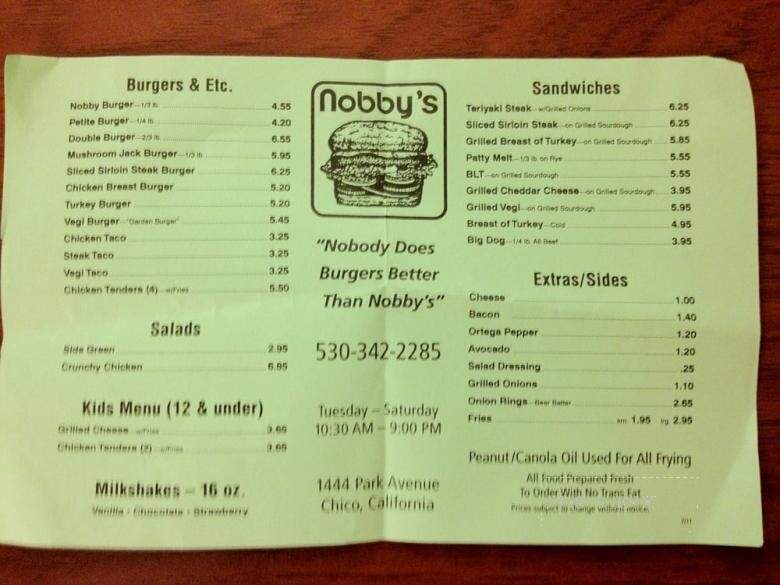 Burgers & Etc.
Nobby Burger 1/3 lb 4.55
Petite Burger 1/4 lb 4.20
Double Burger 2/3 lb 6.55
Mushroom Jack Burger 1/3 lb 5.95
Sliced Sirloin Steak Burger 6.25
Chicken Breast Burger 5.20
Turkey Burger 5.20
Vegi Burger "Garden Burger" 5.45
Chicken Taco 3.25
Steak Taco 3.25
Vegi Taco 3.25
Chicken Tenders (4) w/Fries 5.50
Salads
Side Green 2.95
Crunchy Chicken 6.85
Kids Menu (12 & under)
Grilled Cheese w/Fries 3.65
Chicken Tenders (2) w/Fries 3.65
Milkshakes – 16 oz.
Vanilla : Chocolate : Strawberry
Nobby's
"Nobody Does
Burgers Better
Than Nobby's"
530-342-2285
Tuesday – Saturday
10:30 AM – 9:00 PM
1444 Park Avenue
Chico, California
Sandwiches
Teriyaki Steak w/Grilled Onions 6.25
Sliced Sirloin Steak on Grilled Sourdough 6.25
Grilled Breast of Turkey on Grilled Sourdough 5.85
Patty Melt 1/3 lb on Rye 5.55
BLT on Grilled Sourdough 5.55
Grilled Cheddar Cheese on Grilled Sourdough 3.95
Grilled Vegi on Grilled Sourdough 5.95
Breast of Turkey Cold 4.95
Big Dog 1/4 lb All Beef 3.95
Extras/Sides
Cheese 1.00
Bacon 1.40
Ortega Pepper 1.20
Avocado 1.20
Salad Dressing .25
Grilled Onions 1.10
Onion Rings Beer Batter 2.65
Fries sm. 1.95 lrg. 2.95
Peanut/Canola Oil Used For All Frying
All Food Prepared Fresh
To Order With No Trans Fat
Prices subject to change without notice.
7/11